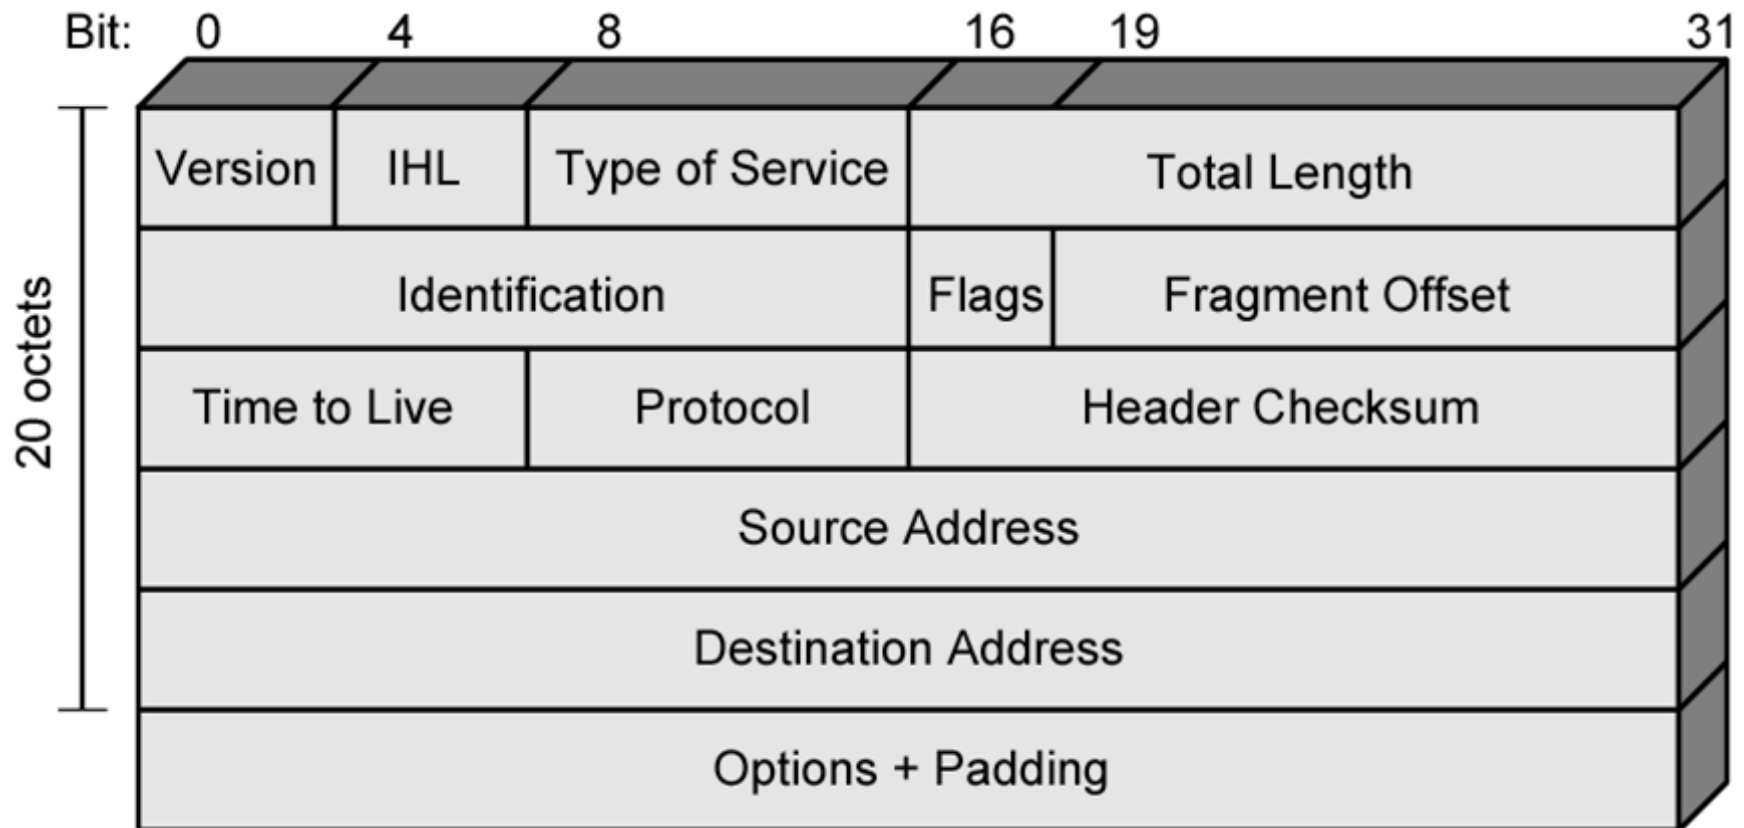 Bit: 0 4 8 16 19 31
Version IHL Type of Service Total Length
Identification Flags Fragment Offset
Time to Live Protocol Header Checksum
Source Address
Destination Address
Options + Padding
20 octets